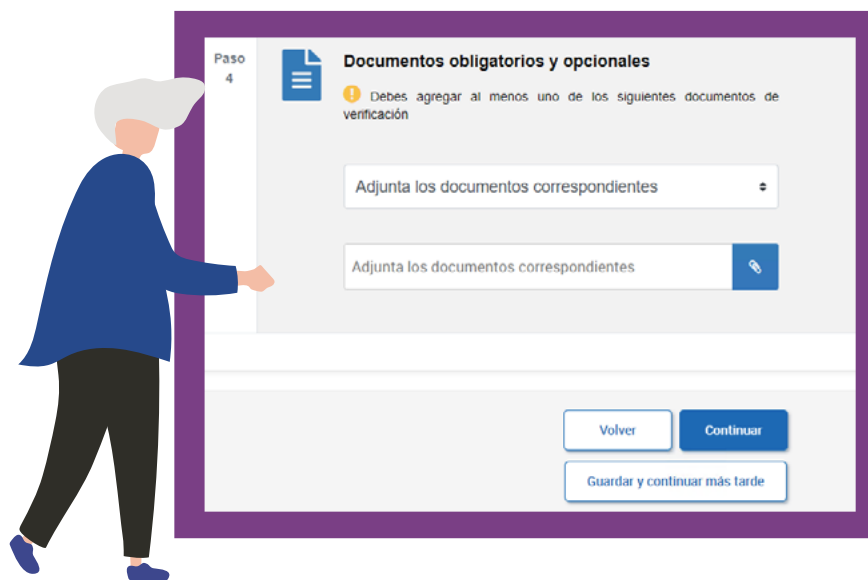 Paso
4
Documentos obligatorios y opcionales
Debes agregar al menos uno de los siguientes documentos de
verificación
Adjunta los documentos correspondientes
Adjunta los documentos correspondientes
Volver
Continuar
Guardar y continuar más tarde